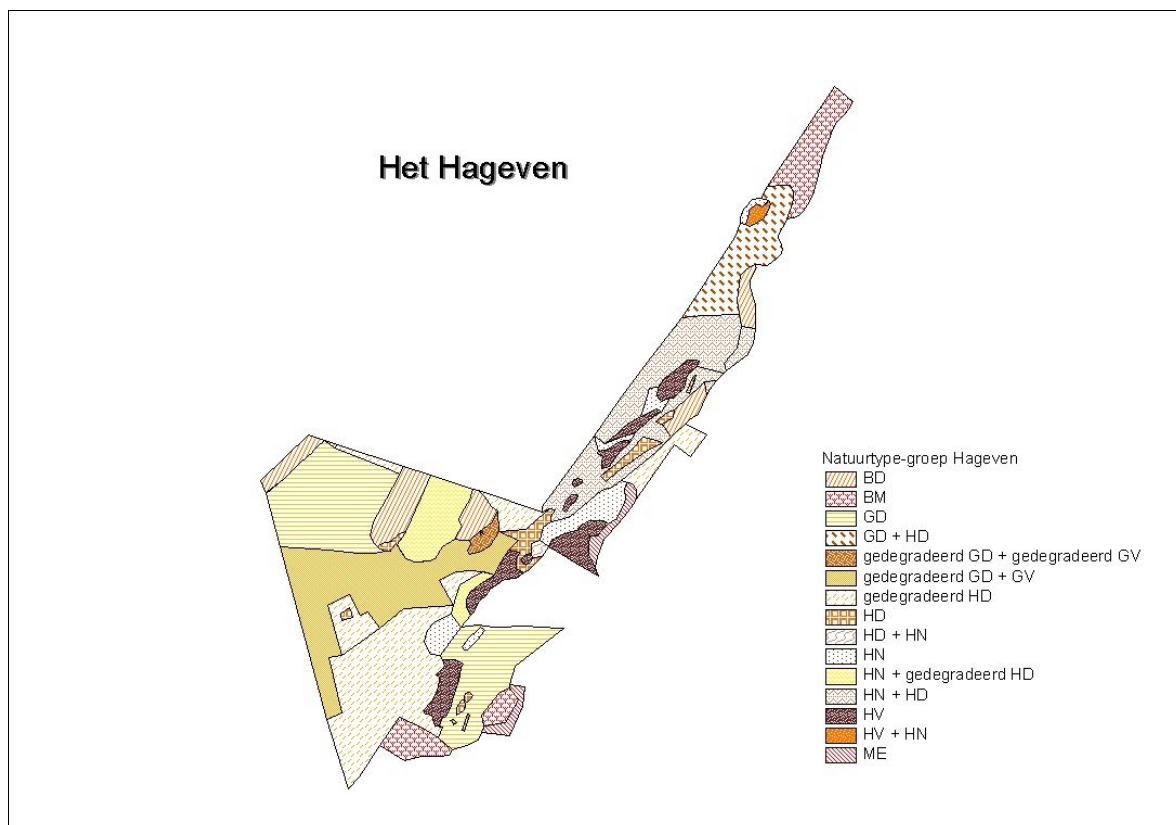 Het Hageven
Natuurtype-groep Hageven
BD
BM
GD
GD + HD
gedegradeerd GD + gedegradeerd GV
gedegradeerd GD + GV
gedegradeerd HD
HD
HD + HN
HN
HN + gedegradeerd HD
HN + HD
HV
HV + HN
ME